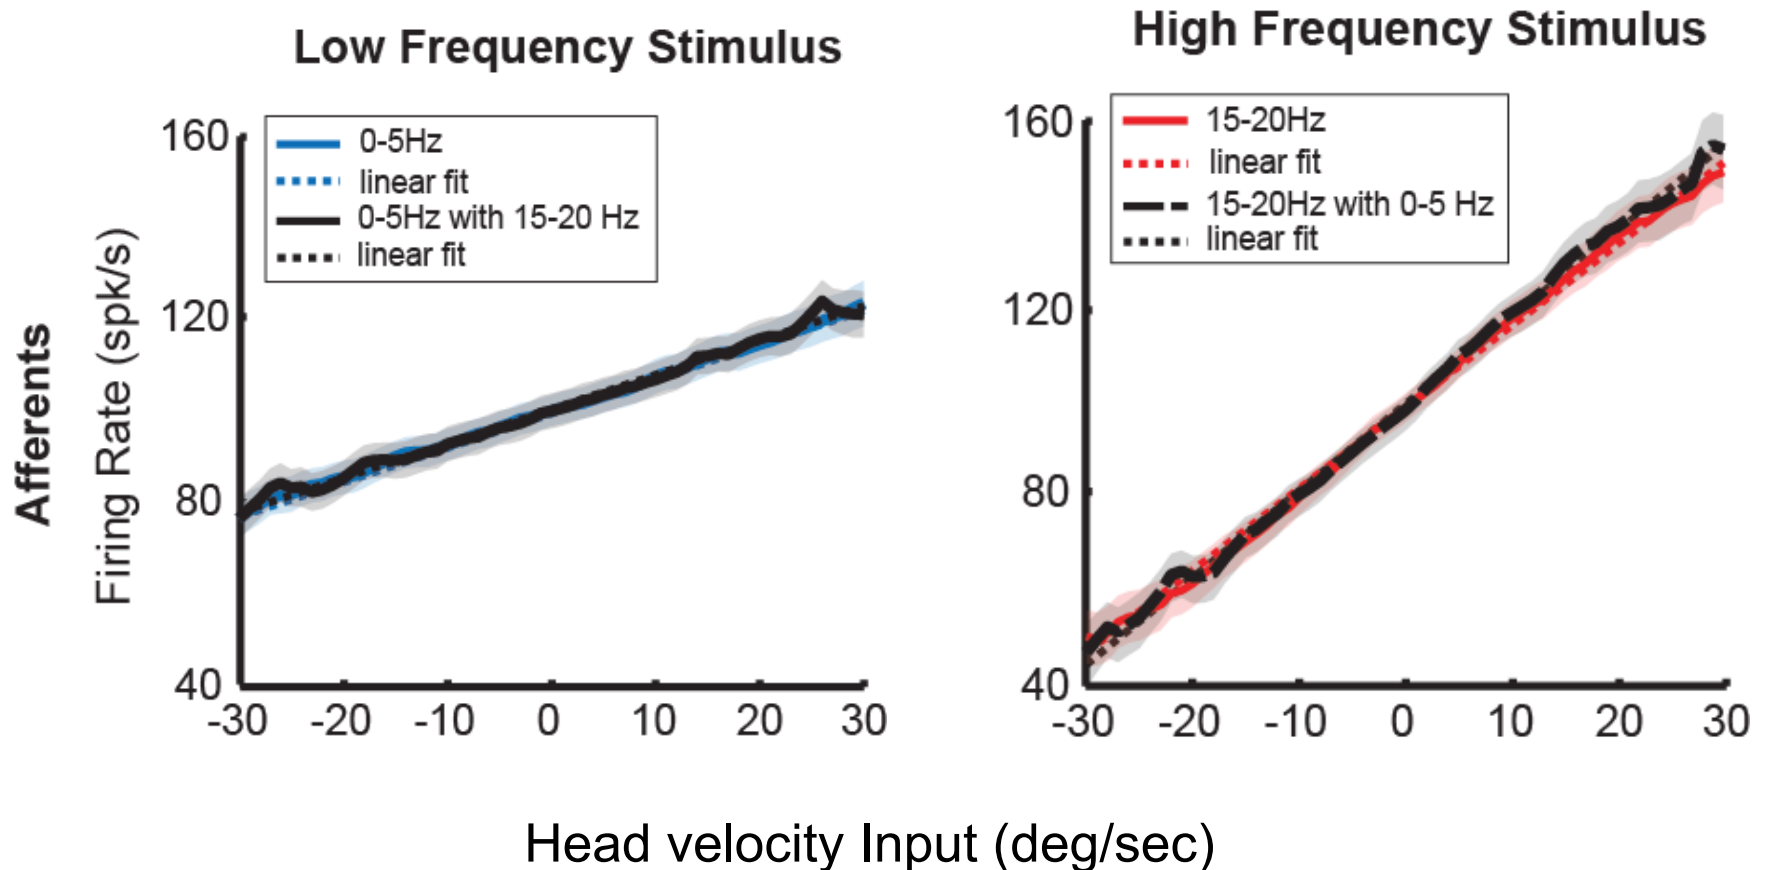 Low Frequency Stimulus
High Frequency Stimulus
0-5Hz
linear fit
0-5Hz with 15-20 Hz
linear fit
15-20Hz
linear fit
15-20Hz with 0-5 Hz
linear fit
Afferents
Firing Rate (spk/s)
160
120
80
40
-30 -20 -10 0 10 20 30
160
120
80
40
-30 -20 -10 0 10 20 30
Head velocity Input (deg/sec)